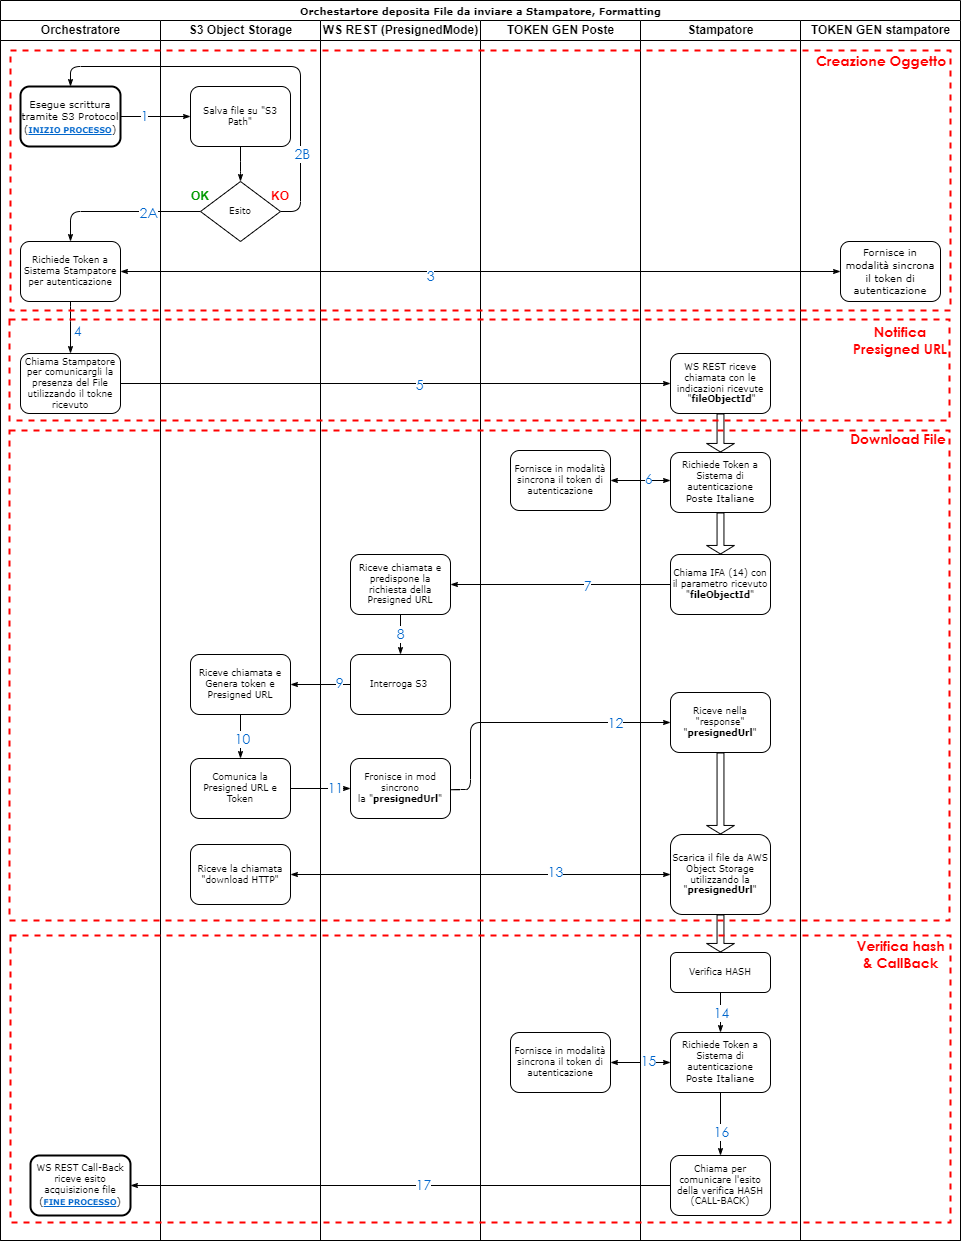 Orchestartore deposita File da inviare a Stampatore, Formatting
Orchestratore
S3 Object Storage
WS REST (PresignedMode)
TOKEN GEN Poste
Stampatore
TOKEN GEN stampatore
Creazione Oggetto
Esegue scrittura
tramite S3 Protocol
(INIZIO PROCESSO)
1
Salva file su "S3
Path"
2B
OK
KO
Esito
2A
Richiede Token a
Sistema Stampatore
per autenticazione
3
Fornisce in
modalità sincrona
il token di
autenticazione
4
Notifica
Presigned URL
Chiama Stampatore
per comunicargli la
presenza del File
utilizando il tokne
ricevuto
5
WS REST riceve
chiamata con le
indicazioni ricevute
"fileObjectId"
Download File
Fornisce in modalità
sincrona il token di
autenticazione
6
Richiede Token a
Sistema di
autenticazione
Poste Italiane
Riceve chiamata e
predispone la
richiesta della
Presigned URL
7
Chiama IFA (14) con
il parametro ricevuto
"fileObjectId"
8
Riceve chiamata e
Genera token e
Presigned URL
9
Interroga S3
10
12
Riceve nella
"response"
"presignedUrl"
Comunica la
Presigned URL e
Token
11
Fronisce in mod
sincrono
la "presignedUrl"
Riceve la chiamata
"download HTTP"
13
Scarica il file da AWS
Object Storage
utilizzando la
"presignedUrl"
Verifica hash
& CallBack
Verifica HASH
14
Fornisce in modalità
sincrona il token di
autenticazione
15
Richiede Token a
Sistema di
autenticazione
Poste Italiane
16
WS REST Call-Back
riceve esito
acquisizione file
(FINE PROCESSO)
17
Chiama per
comunicare l'esito
della verifica HASH
(CALL-BACK)